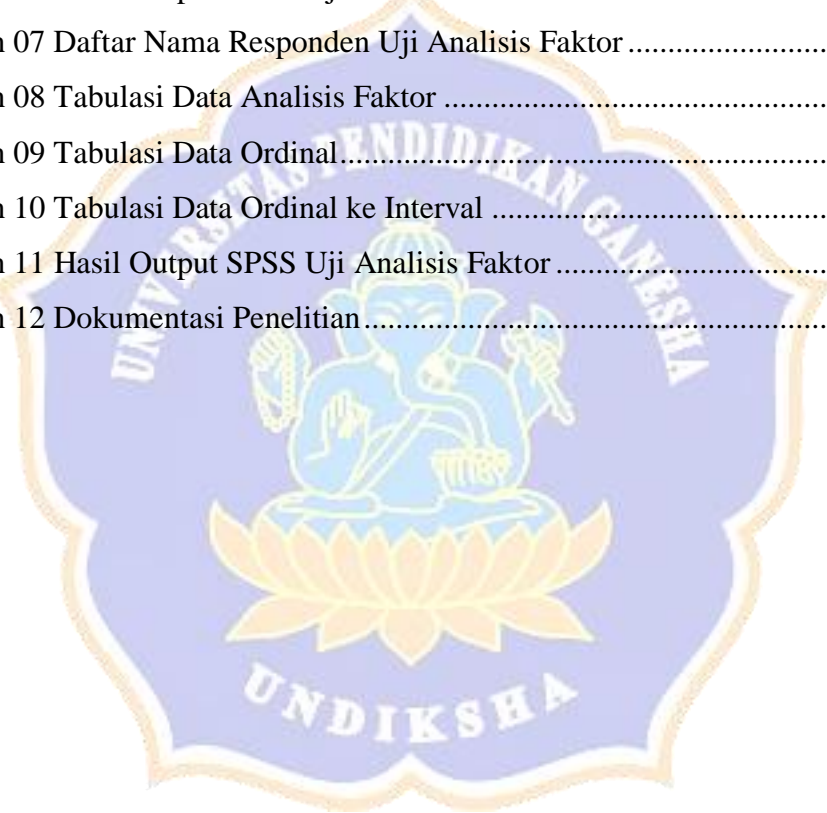 n 07 Daftar Nama Responden Uji Analisis Faktor ........................
n 08 Tabulasi Data Analisis Faktor ................................................
n 09 Tabulasi Data Ordinal............................................................
n 10 Tabulasi Data Ordinal ke Interval ..........................................
n 11 Hasil Output SPSS Uji Analisis Faktor ..................................
n 12 Dokumentasi Penelitian.........................................................
UNIVERSITAS PENDIDIKAN GANESHA
UNDIKSHA